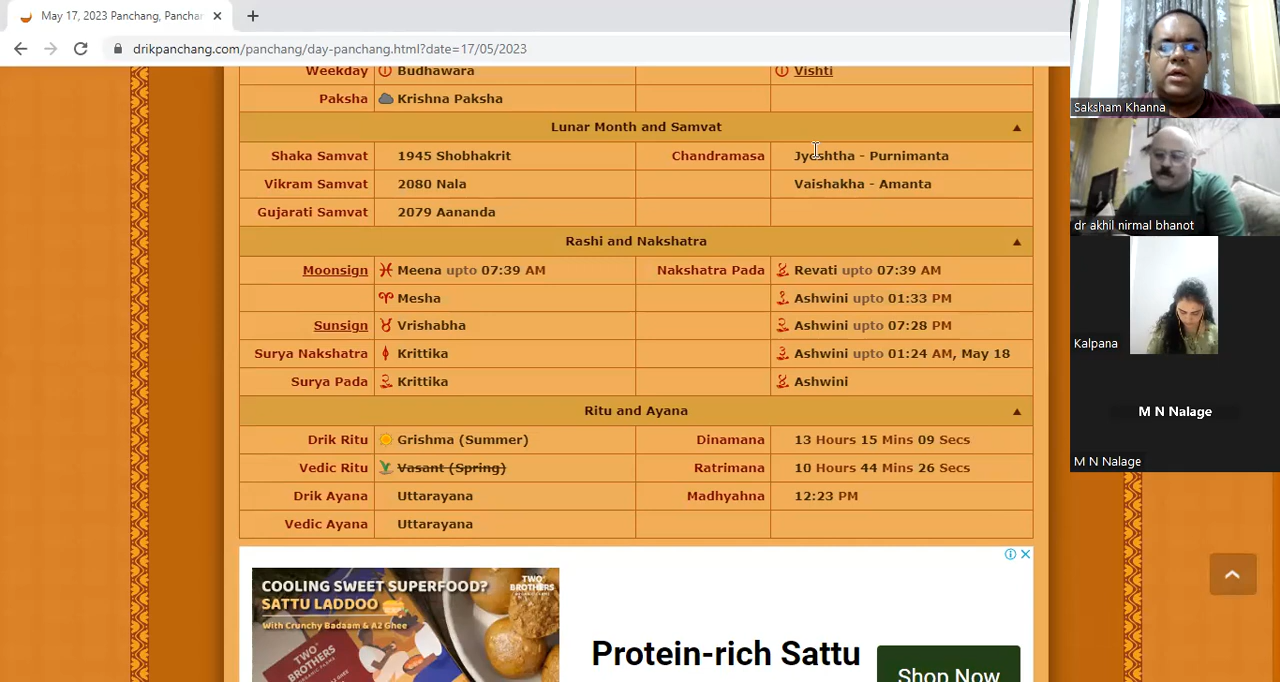 May 17, 2023 Panchang, Panchar
drikpanchang.com/panchang/day-panchang.html?date=17/05/2023
Weekday Budhawara Vishti
Paksha Krishna Paksha
Lunar Month and Samvat
Shaka Samvat 1945 Shobhakrit Chandramasa Jyeshtha - Purnimanta
Vikram Samvat 2080 Nala Vaishakha - Amanta
Gujarati Samvat 2079 Aananda
Rashi and Nakshatra
Moonsign Meena upto 07:39 AM Nakshatra Pada Revati upto 07:39 AM
Mesha Ashwini upto 01:33 PM
Sunsign Vrishabha Ashwini upto 07:28 PM
Surya Nakshatra Krittika Ashwini upto 01:24 AM, May 18
Surya Pada Krittika Ashwini
Ritu and Ayana
Drik Ritu Grishma (Summer) Dinamana 13 Hours 15 Mins 09 Secs
Vedic Ritu Vasant (Spring) Ratrimana 10 Hours 44 Mins 26 Secs
Drik Ayana Uttarayana Madhyahna 12:23 PM
Vedic Ayana Uttarayana
COOLING SWEET SUPERFOOD?
SATTU LADDOO
With Crunchy Badaam & A2 Ghee
TWO
BROTHERS
TWO
BROTHERS
Protein-rich Sattu
Shop Now
Saksham Khanna
dr akhil nirmal bhanot
Kalpana
M N Nalage
M N Nalage